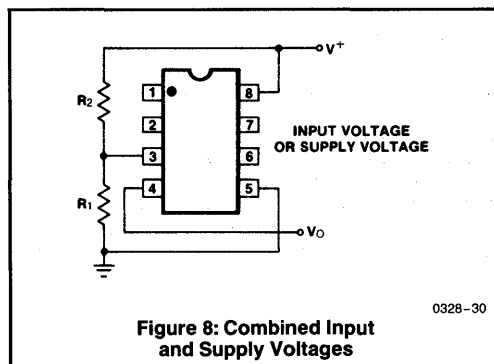 V+
R2
1
8
2
7
INPUT VOLTAGE
OR SUPPLY VOLTAGE
3
6
R1
4
5
VO
0328-30
Figure 8: Combined Input
and Supply Voltages